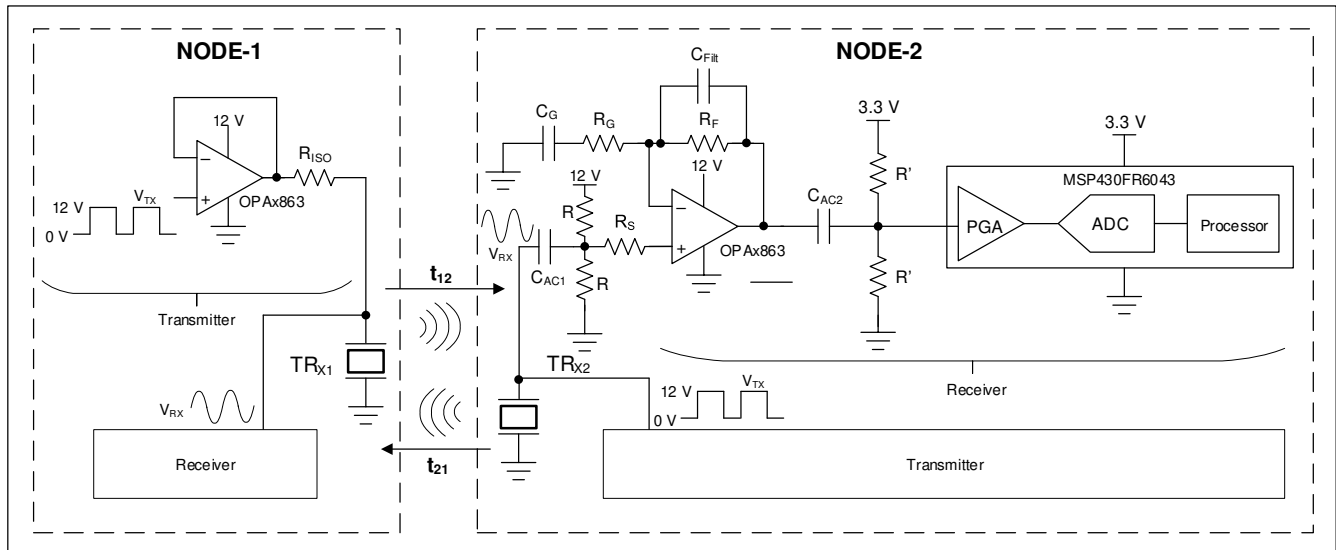 NODE-1
12 V
−
+
R_ISO
OPAx863
12 V
0 V
V_TX
Transmitter
TR_X1
V_RX
Receiver
t_12
t_21
NODE-2
C_Filt
C_G
R_G
R_F
12 V
12 V
−
+
R
R_S
V_RX
C_AC1
R
OPAx863
C_AC2
3.3 V
R'
R'
3.3 V
MSP430FR6043
PGA
ADC
Processor
Receiver
TR_X2
12 V
0 V
V_TX
Transmitter